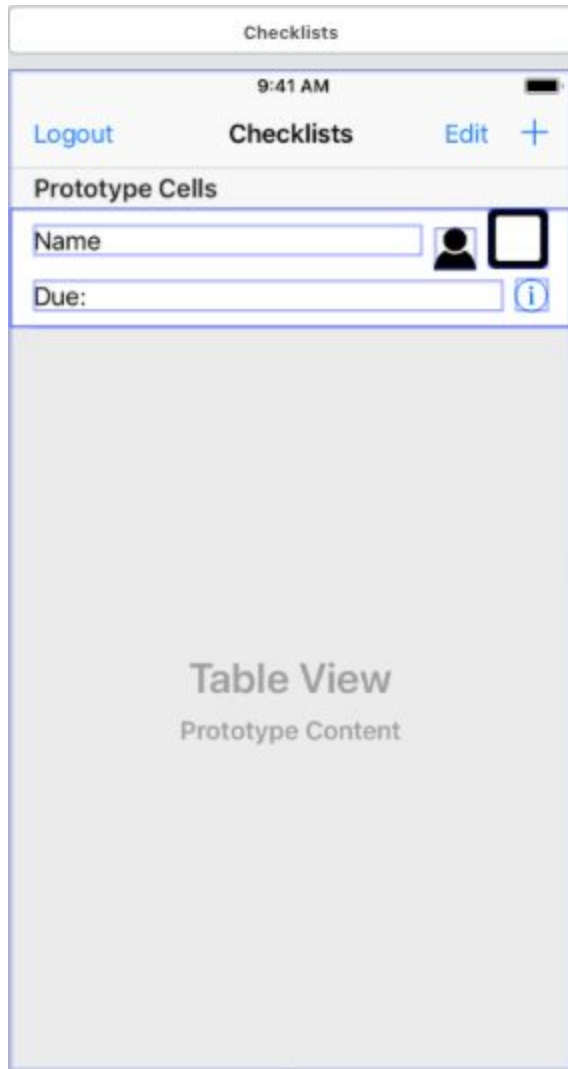 Checklists
9:41 AM
Logout Checklists Edit +
Prototype Cells
Name
Due:
Table View
Prototype Content